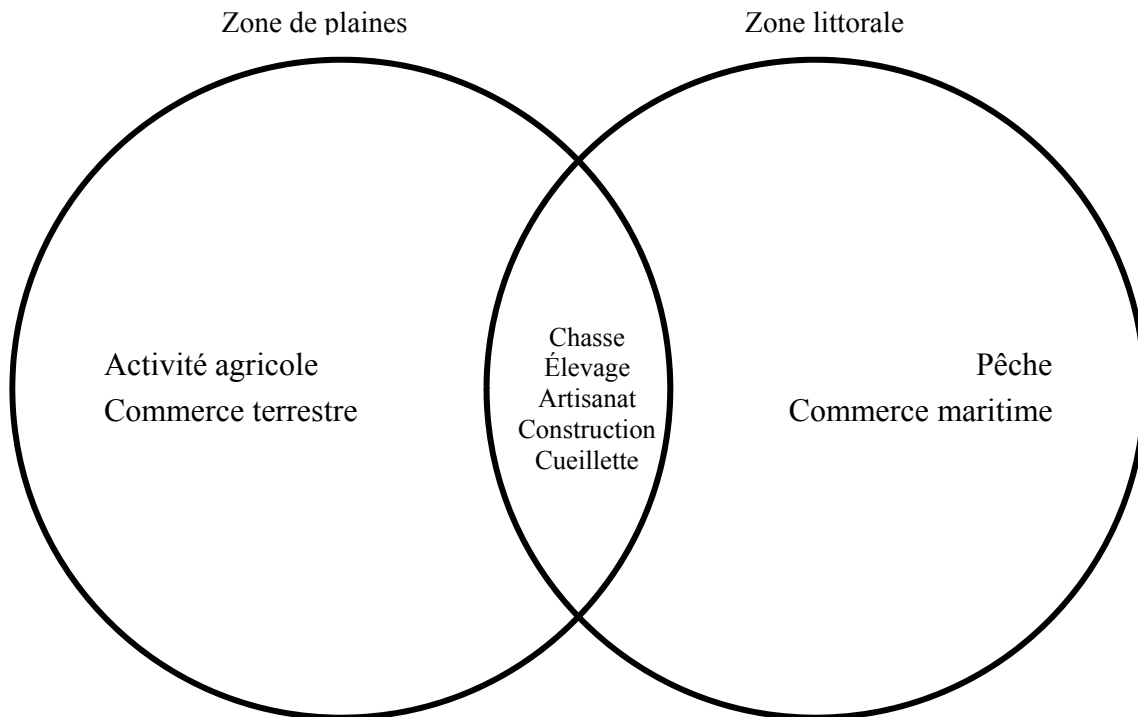 Zone de plaines
Zone littorale
Activité agricole
Commerce terrestre
Chasse
Élevage
Artisanat
Construction
Cueillette
Pêche
Commerce maritime